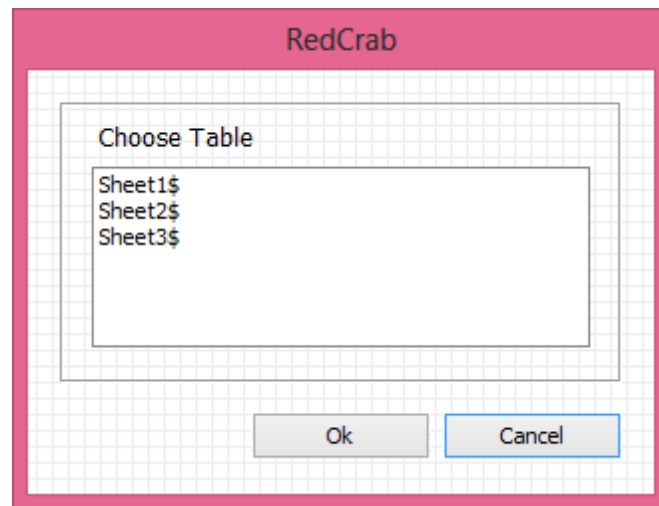 RedCrab
Choose Table
Sheet1$
Sheet2$
Sheet3$
Ok
Cancel